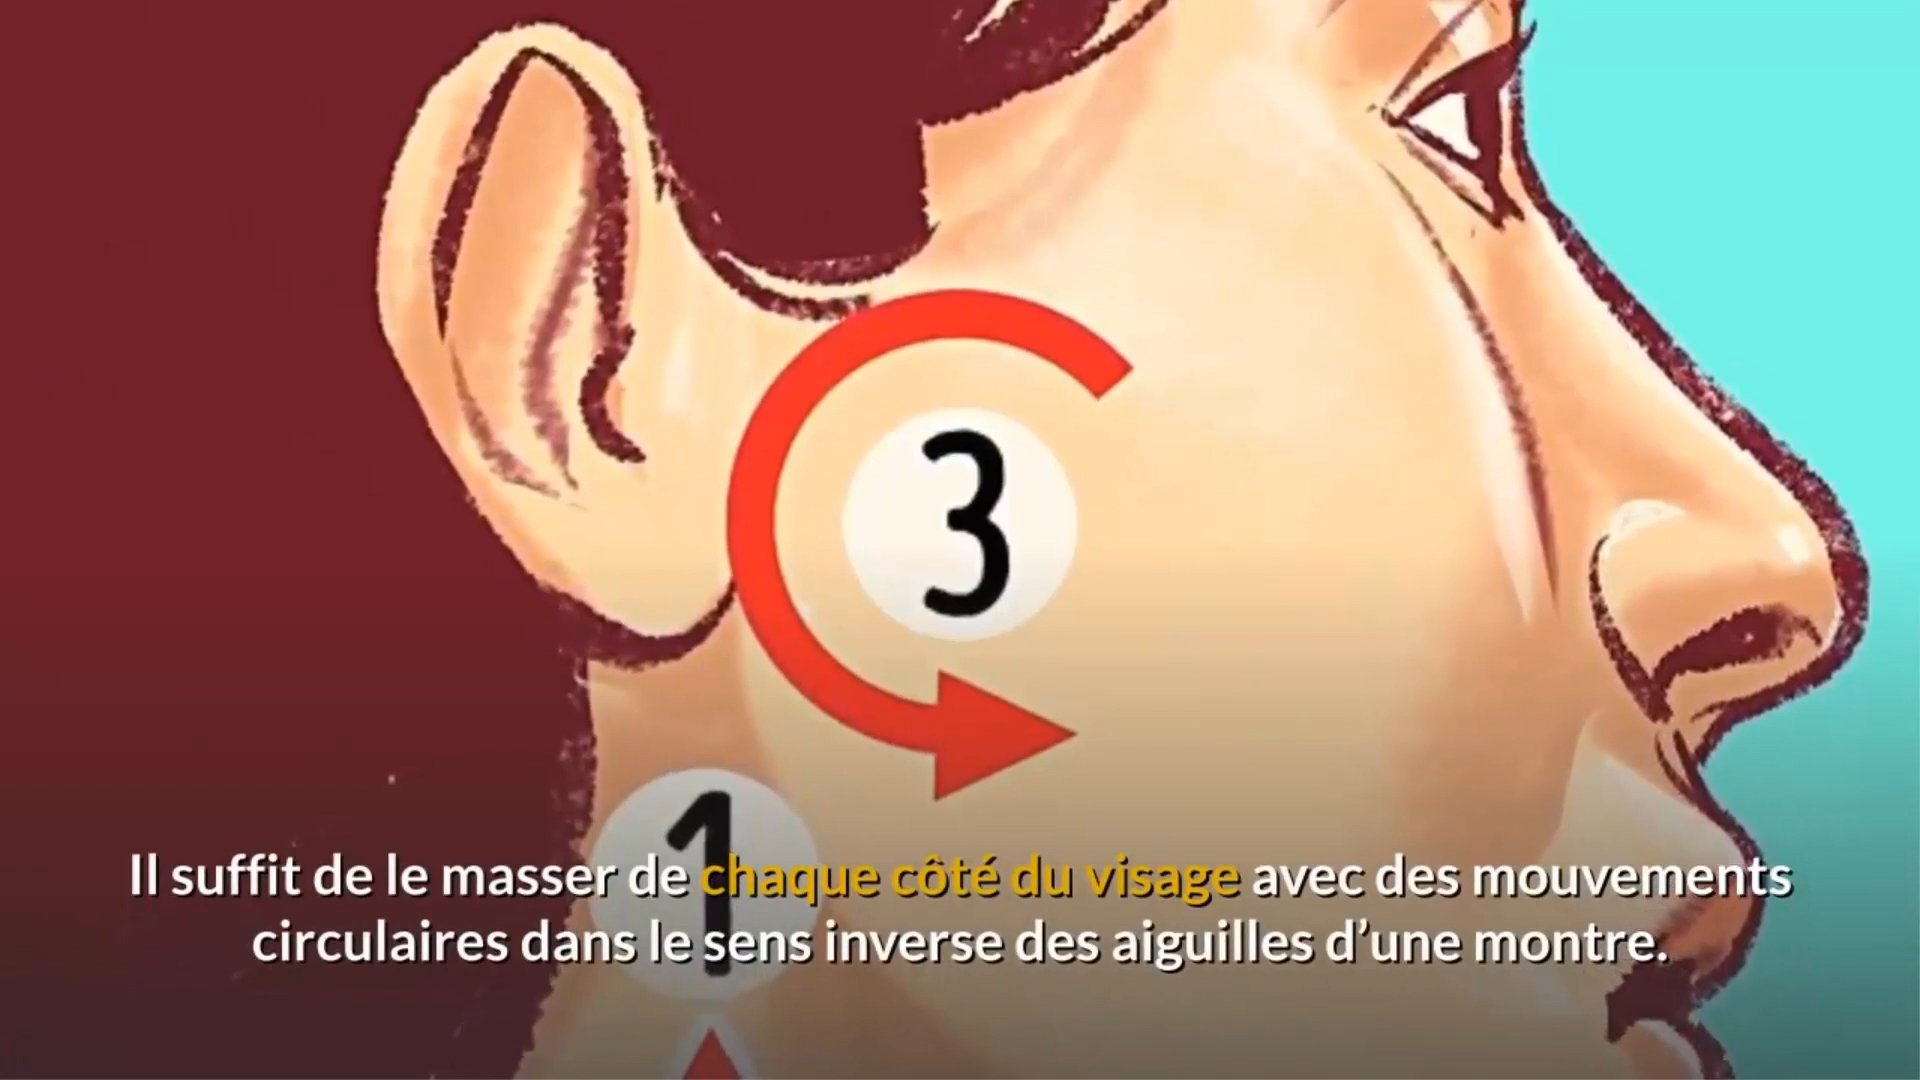 3
1
Il suffit de le masser de chaque côté du visage avec des mouvements
circulaires dans le sens inverse des aiguilles d’une montre.